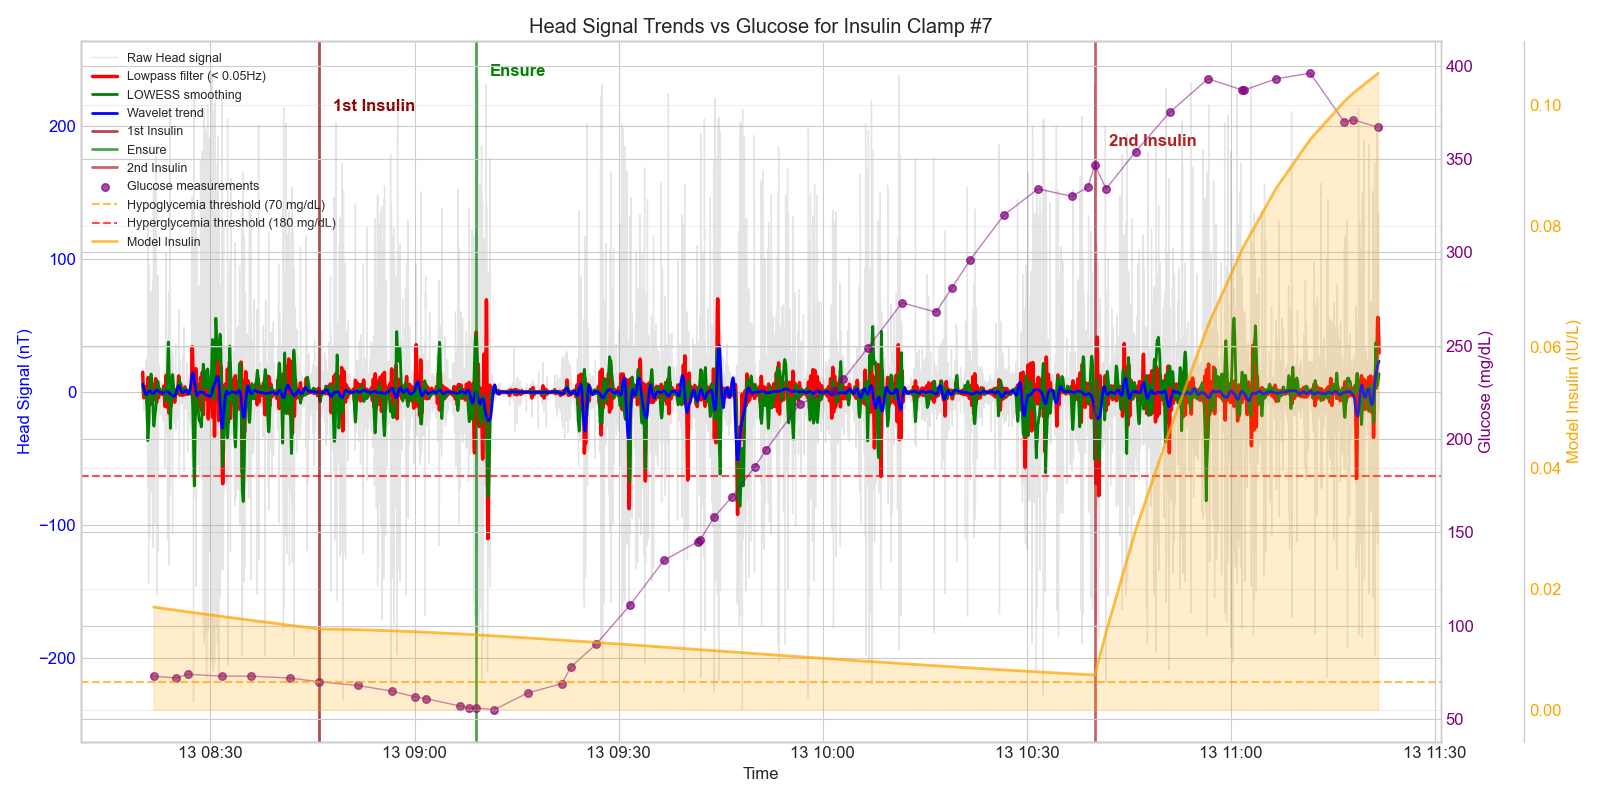 Head Signal Trends vs Glucose for Insulin Clamp #7
Raw Head signal
Lowpass filter (< 0.05Hz)
LOWESS smoothing
Wavelet trend
1st Insulin
Ensure
2nd Insulin
Glucose measurements
Hypoglycemia threshold (70 mg/dL)
Hyperglycemia threshold (180 mg/dL)
Model Insulin
1st Insulin
Ensure
2nd Insulin
Head Signal (nT)
200
100
0
−100
−200
Glucose (mg/dL)
400
350
300
250
200
150
100
50
Model Insulin (IU/L)
0.10
0.08
0.06
0.04
0.02
0.00
13 08:30
13 09:00
13 09:30
13 10:00
13 10:30
13 11:00
13 11:30
Time